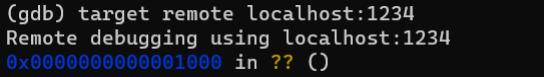 (gdb) target remote localhost:1234
Remote debugging using localhost:1234
0x0000000000001000 in ?? ()